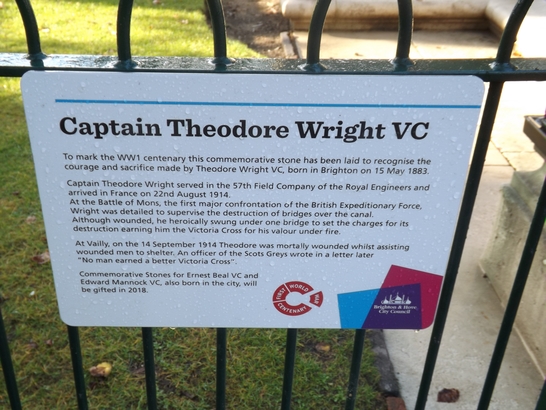 Captain Theodore Wright VC
To mark the WW1 centenary this commemorative stone has been laid to recognise the
courage and sacrifice made by Theodore Wright VC, born in Brighton on 15 May 1883.
Captain Theodore Wright served in the 57th Field Company of the Royal Engineers and
arrived in France on 22nd August 1914.
At the Battle of Mons, the first major confrontation of the British Expeditionary Force,
Wright was detailed to supervise the destruction of bridges over the canal.
Although wounded, he heroically swung under one bridge to set the charges for its
destruction earning him the Victoria Cross for his valour under fire.
At Vailly, on the 14 September 1914 Theodore was mortally wounded whilst assisting
wounded men to shelter. An officer of the Scots Greys wrote in a letter later
"No man earned a better Victoria Cross".
Commemorative Stones for Ernest Beal VC and
Edward Mannock VC, also born in the city, will
be gifted in 2018.
FIRST WORLD WAR
CENTENARY
Brighton & Hove
City Council